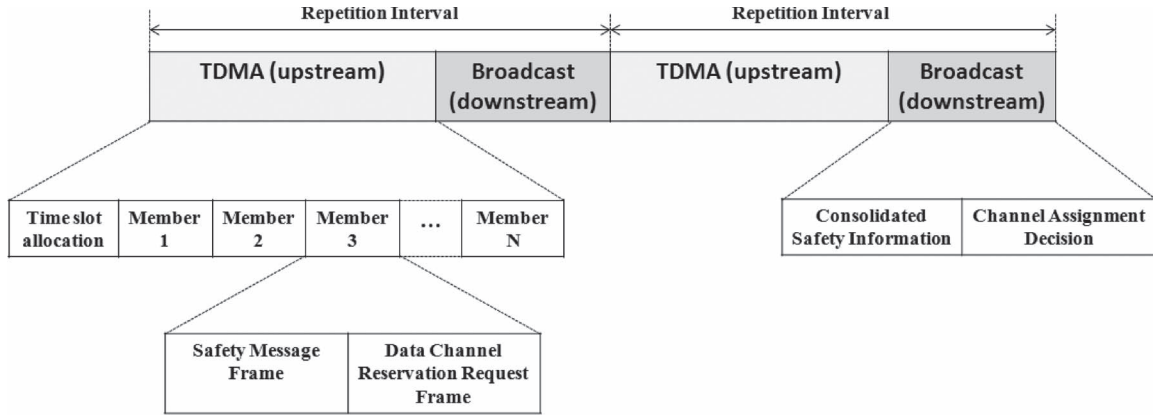 Repetition Interval
Repetition Interval
TDMA (upstream)
Broadcast
(downstream)
TDMA (upstream)
Broadcast
(downstream)
Time slot
allocation
Member
1
Member
2
Member
3
...
Member
N
Consolidated
Safety Information
Channel Assignment
Decision
Safety Message
Frame
Data Channel
Reservation Request
Frame